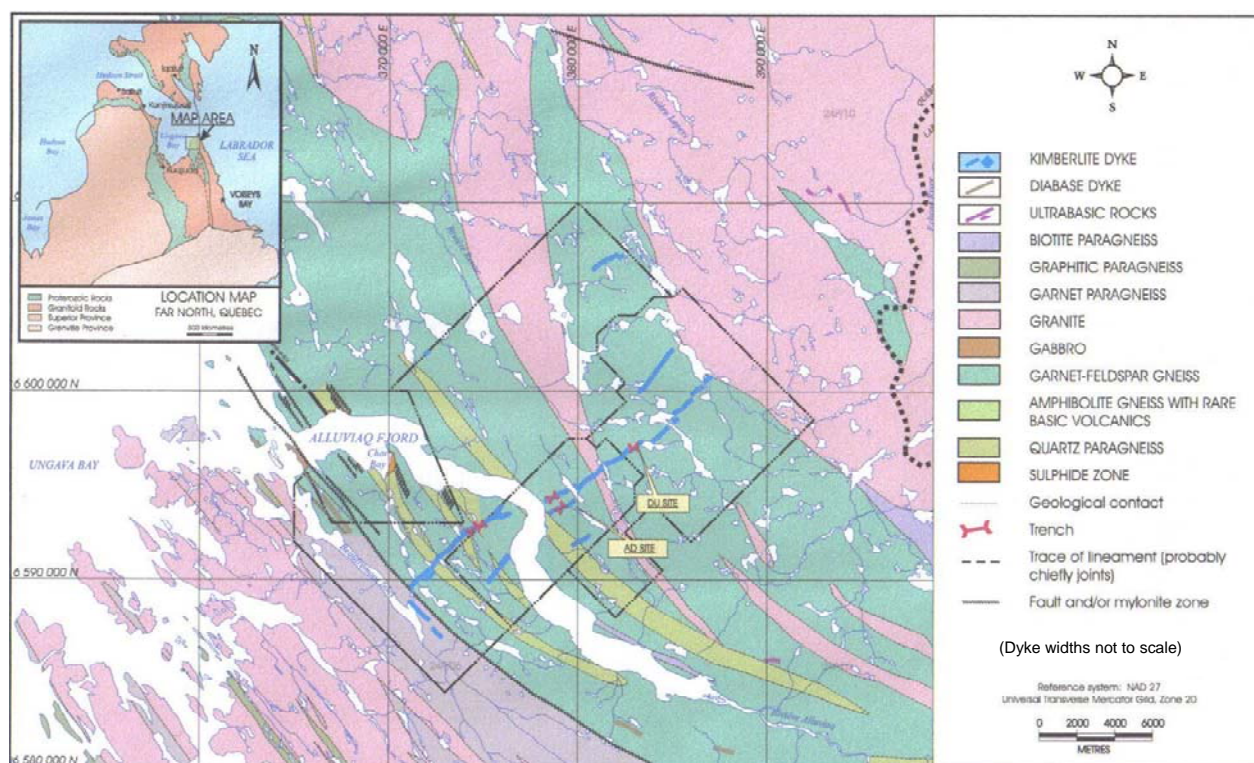 N
Hudson Strait
Iqaluit
Salluit
Kangiqsujuaq
MAP AREA
Hudson
Bay
Ungava
Bay
LABRADOR
SEA
Kuujjuaq
VOISEYS
BAY
James
Bay
Proterozoic Rocks
Granitoid Rocks
Superior Province
Grenville Province
LOCATION MAP
FAR NORTH, QUEBEC
370 000 E
380 000 E
390 000 E
6 600 000 N
ALLUVIAQ FJORD
UNGAVA BAY
DU SITE
AD SITE
6 590 000 N
6 580 000 N
N
W
E
S
KIMBERLITE DYKE
DIABASE DYKE
ULTRABASIC ROCKS
BIOTITE PARAGNEISS
GRAPHITIC PARAGNEISS
GARNET PARAGNEISS
GRANITE
GABBRO
GARNET-FELDSPAR GNEISS
AMPHIBOLITE GNEISS WITH RARE
BASIC VOLCANICS
QUARTZ PARAGNEISS
SULPHIDE ZONE
Geological contact
Trench
Trace of lineament (probably
chiefly joints)
Fault and/or mylonite zone
(Dyke widths not to scale)
Reference system: NAD 27
Universal Transverse Mercator Grid, Zone 20
0 2000 4000 6000
METRES